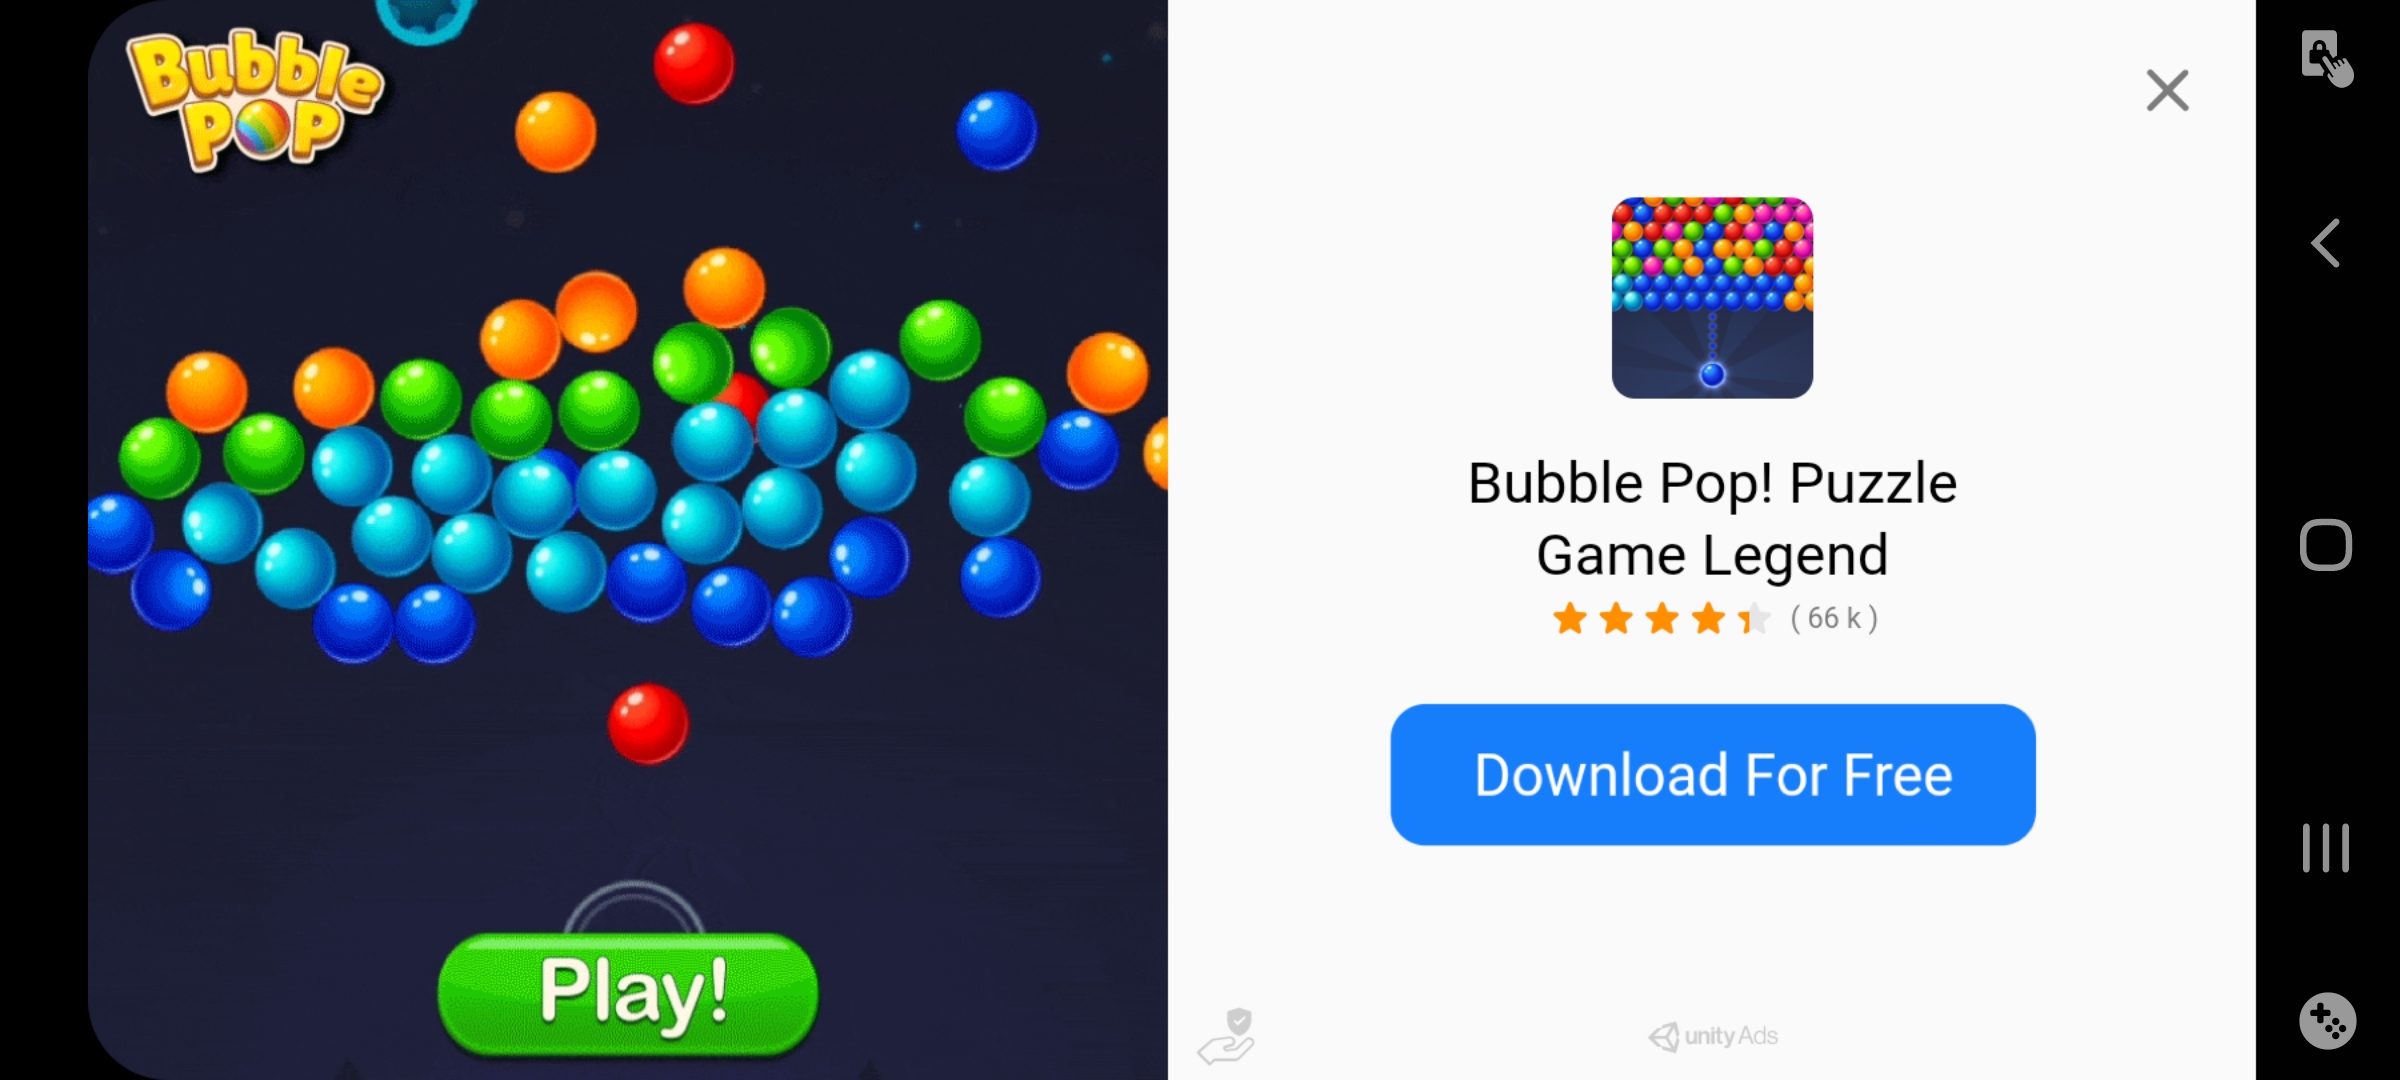 Bubble
POP
Play!
Bubble Pop! Puzzle
Game Legend
( 66 k )
Download For Free
unity Ads